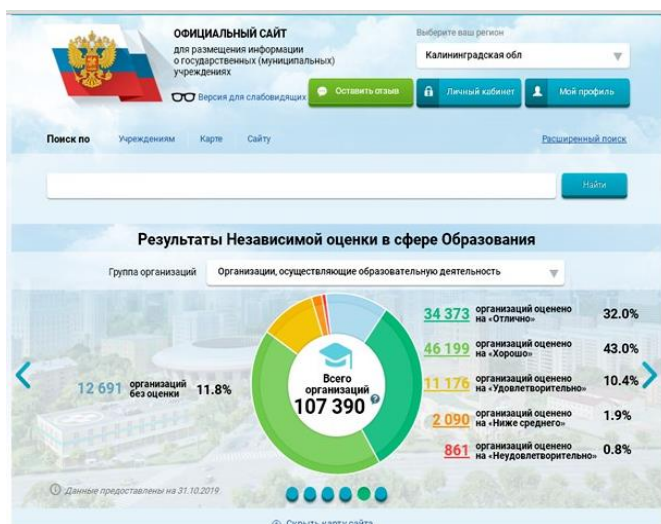 ОФИЦИАЛЬНЫЙ САЙТ
для размещения информации
о государственных (муниципальных)
учреждениях
Версия для слабовидящих
Выберите ваш регион
Калининградская обл
Оставить отзыв
Личный кабинет
Мой профиль
Поиск по Учреждениям Карте Сайту
Расширенный поиск
Найти
Результаты Независимой оценки в сфере Образования
Группа организаций Организации, осуществляющие образовательную деятельность
12 691 организаций
без оценки 11.8%
Всего
организаций
107 390 ?
34 373 организаций оценено
на «Отлично» 32.0%
46 199 организаций оценено
на «Хорошо» 43.0%
11 176 организаций оценено
на «Удовлетворительно» 10.4%
2 090 организаций оценено
на «Ниже среднего» 1.9%
861 организаций оценено
на «Неудовлетворительно» 0.8%
Данные предоставлены на 31.10.2019
Скрыть карту сайта